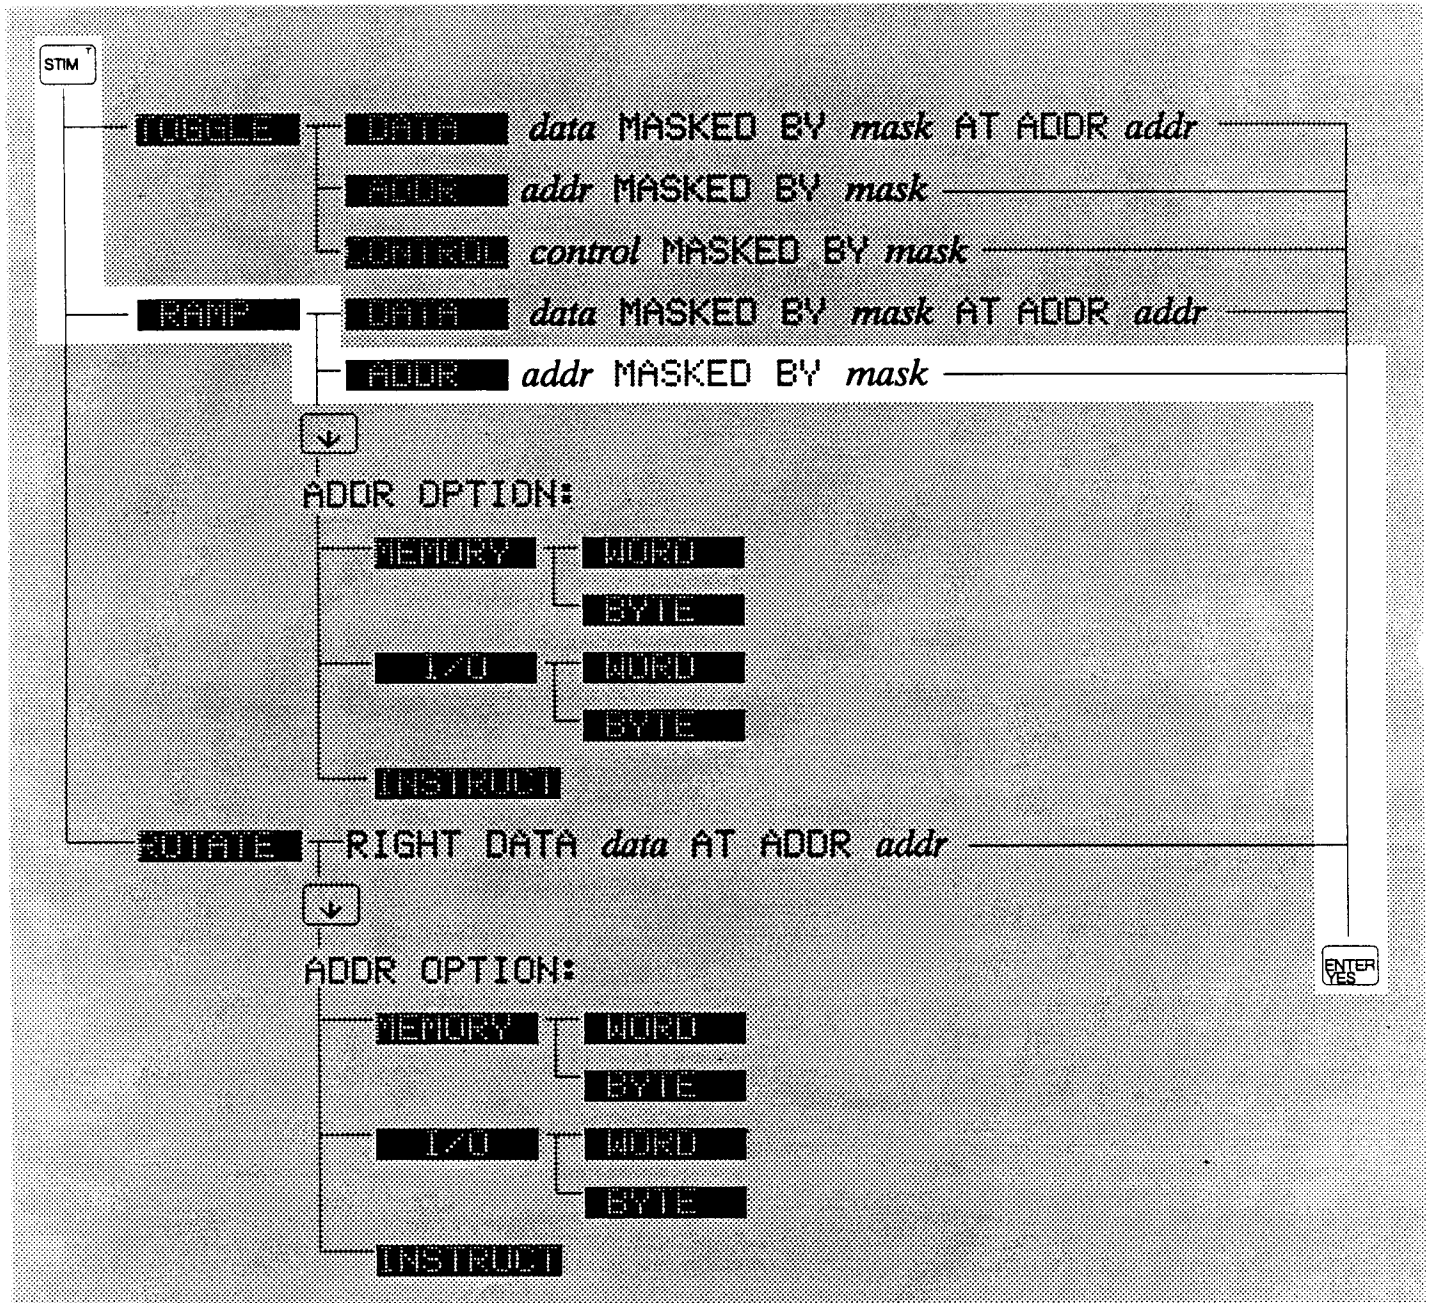 STIM T
TOGGLE DATA data MASKED BY mask AT ADDR addr
ADDR addr MASKED BY mask
CONTROL control MASKED BY mask
RAMP DATA data MASKED BY mask AT ADDR addr
ADDR addr MASKED BY mask
↓
ADDR OPTION:
MEMORY WORD
BYTE
I/O WORD
BYTE
INSTRUCT
ROTATE RIGHT DATA data AT ADDR addr
↓
ADDR OPTION:
ENTER
YES
MEMORY WORD
BYTE
I/O WORD
BYTE
INSTRUCT